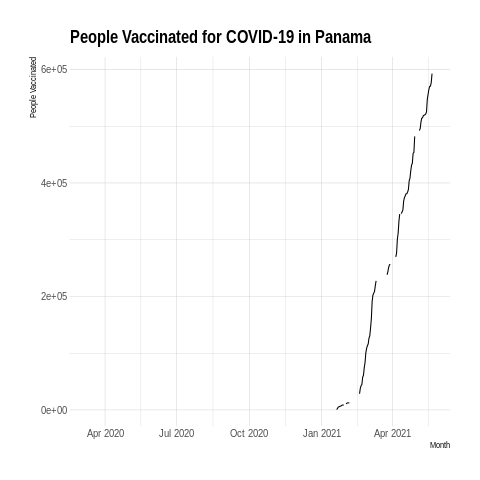 People Vaccinated for COVID-19 in Panama
People Vaccinated
6e+05
4e+05
2e+05
0e+00
Apr 2020 Jul 2020 Oct 2020 Jan 2021 Apr 2021
Month